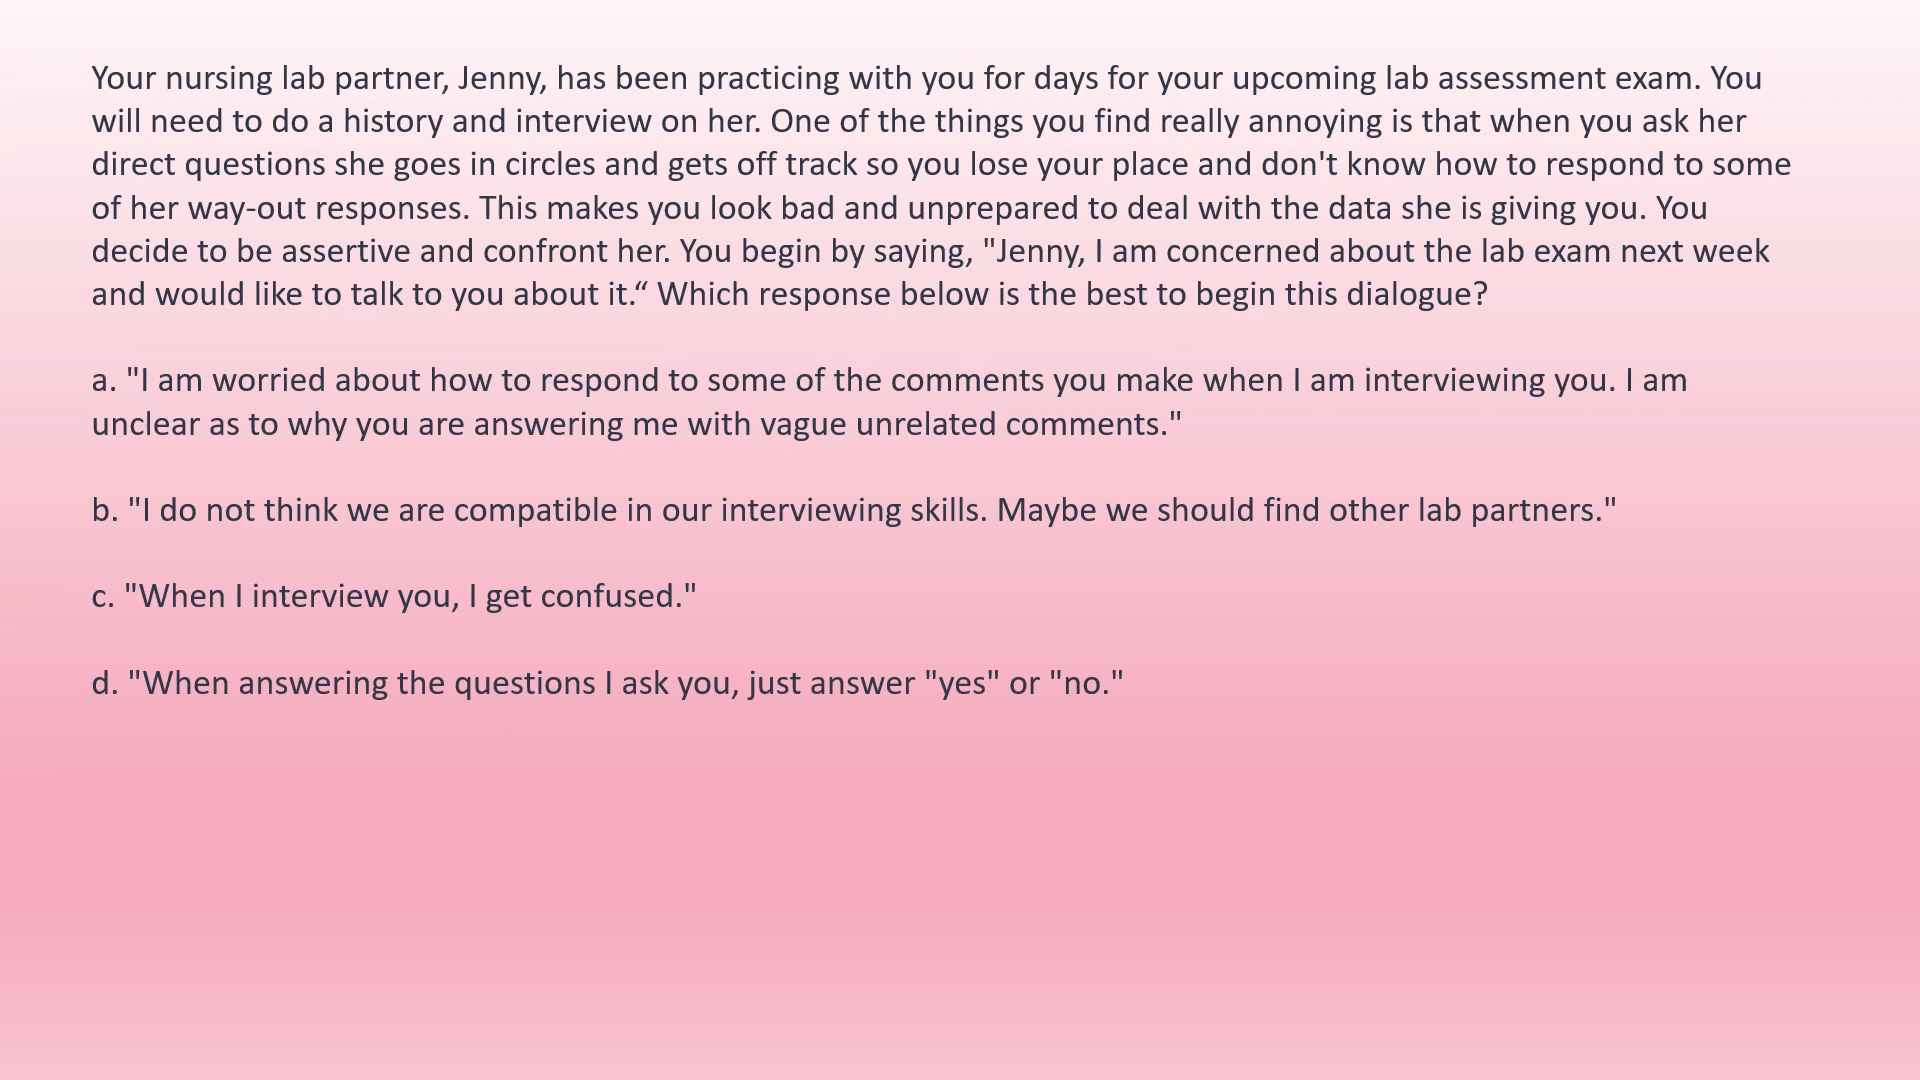 Your nursing lab partner, Jenny, has been practicing with you for days for your upcoming lab assessment exam. You
will need to do a history and interview on her. One of the things you find really annoying is that when you ask her
direct questions she goes in circles and gets off track so you lose your place and don't know how to respond to some
of her way-out responses. This makes you look bad and unprepared to deal with the data she is giving you. You
decide to be assertive and confront her. You begin by saying, "Jenny, I am concerned about the lab exam next week
and would like to talk to you about it.“ Which response below is the best to begin this dialogue?
a. "I am worried about how to respond to some of the comments you make when I am interviewing you. I am
unclear as to why you are answering me with vague unrelated comments."
b. "I do not think we are compatible in our interviewing skills. Maybe we should find other lab partners."
c. "When I interview you, I get confused."
d. "When answering the questions I ask you, just answer "yes" or "no."